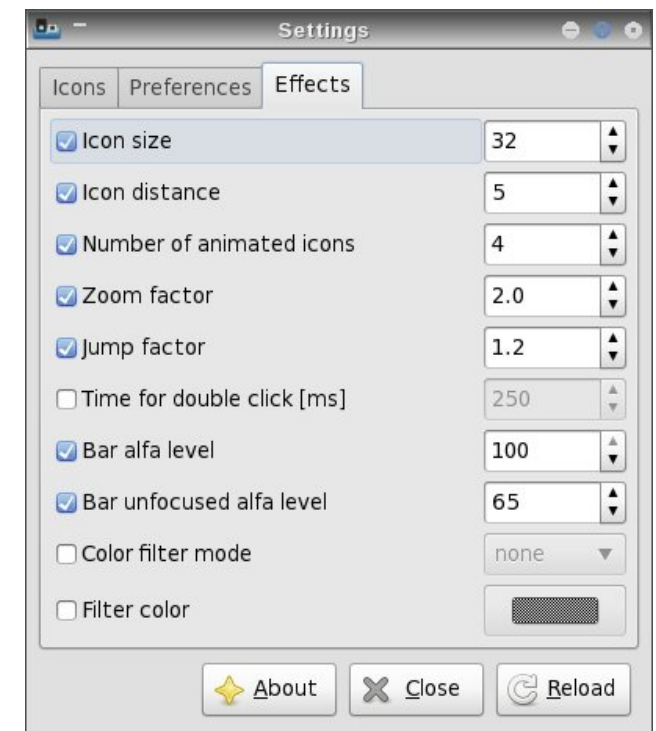 Settings
Icons Preferences Effects
Icon size 32
Icon distance 5
Number of animated icons 4
Zoom factor 2.0
Jump factor 1.2
Time for double click [ms] 250
Bar alfa level 100
Bar unfocused alfa level 65
Color filter mode none
Filter color
About Close Reload